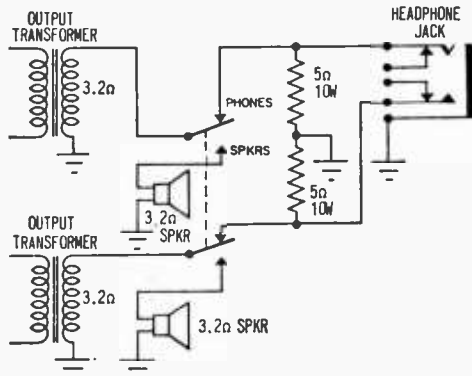 OUTPUT
TRANSFORMER
3.2Ω
PHONES
SPKRS
3.2Ω
SPKR
5Ω
10W
5Ω
10W
HEADPHONE
JACK
OUTPUT
TRANSFORMER
3.2Ω
3.2Ω SPKR